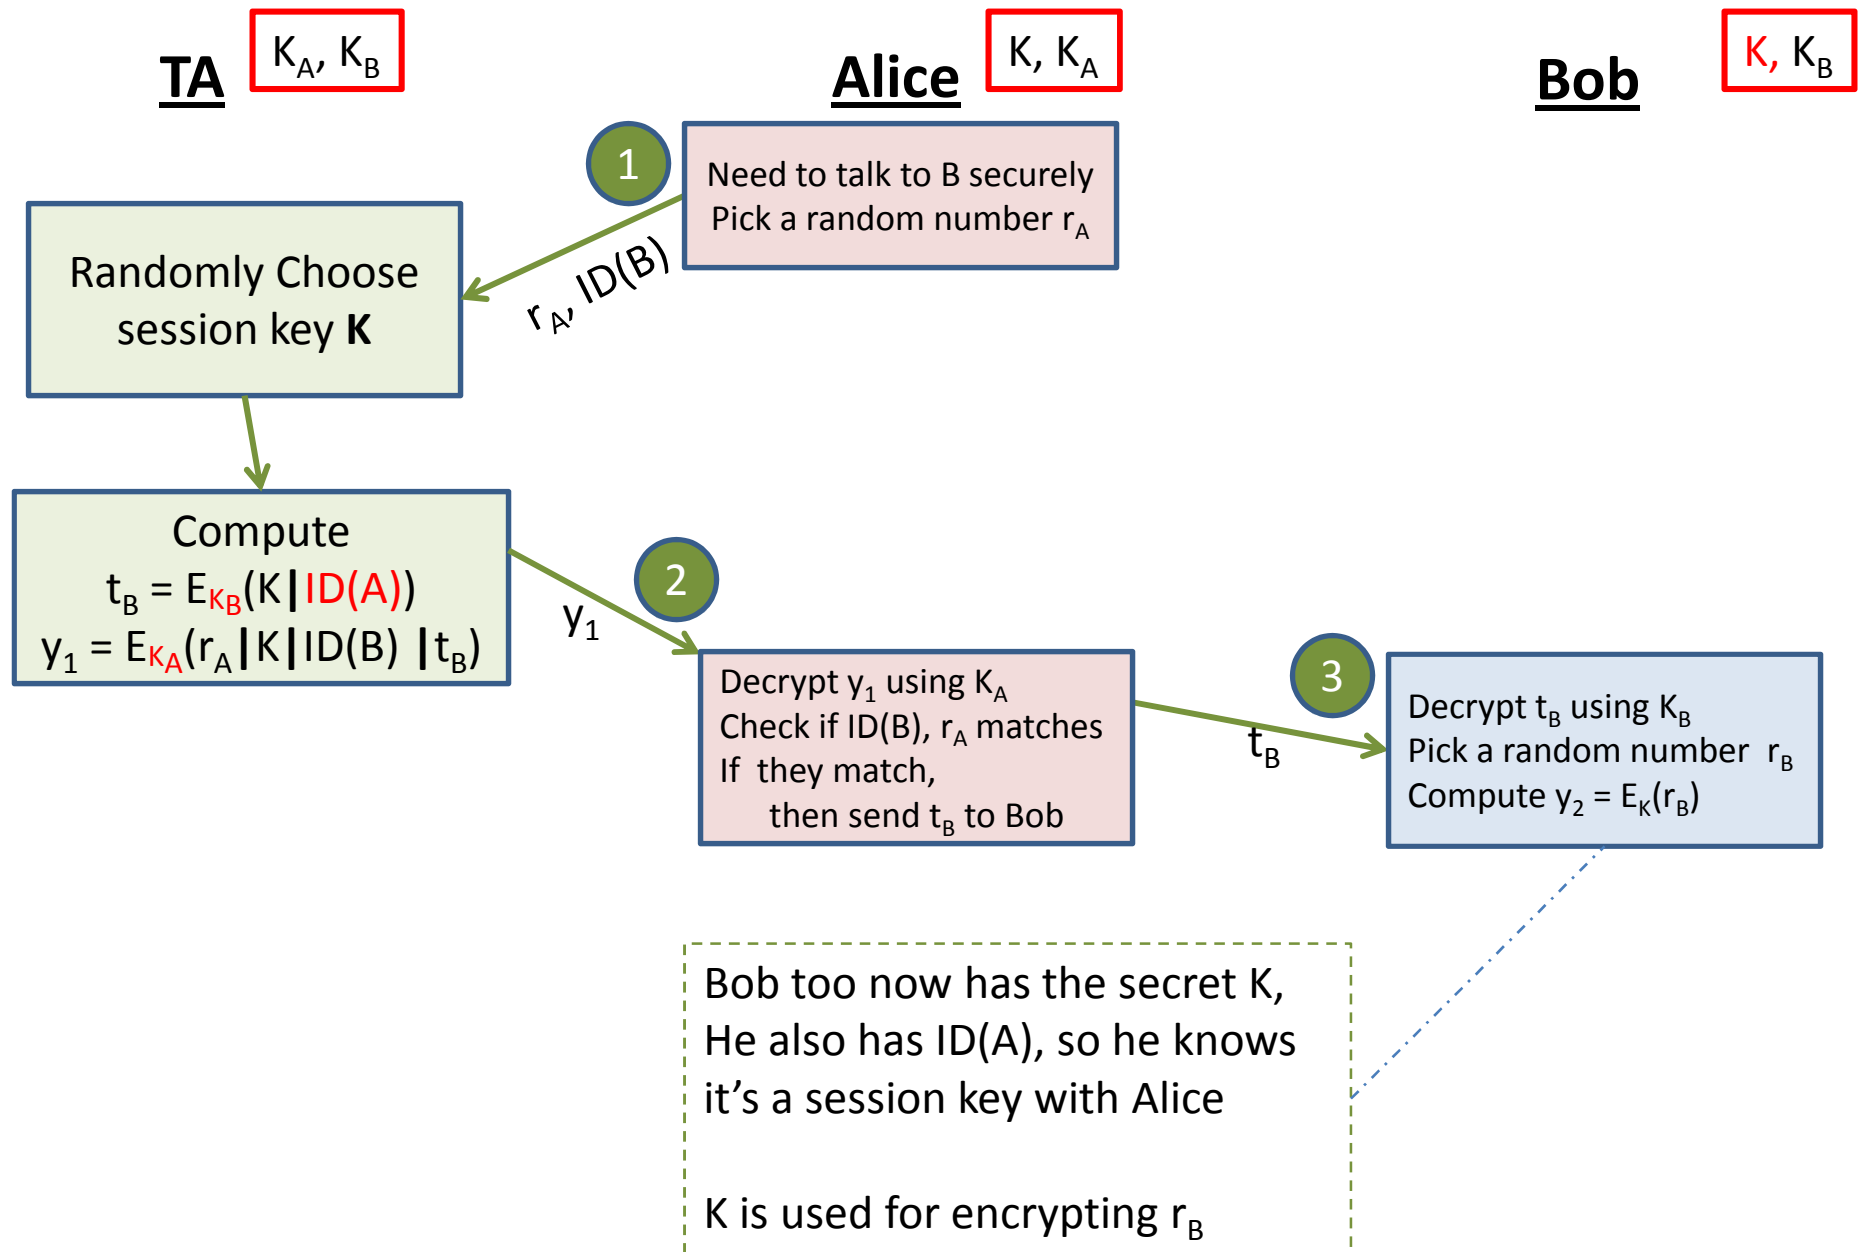 TA
K_A, K_B
Alice
K, K_A
Bob
K, K_B
1
Need to talk to B securely
Pick a random number r_A
r_A, ID(B)
Randomly Choose
session key K
Compute
t_B = E_{K_B}(K|ID(A))
y_1 = E_{K_A}(r_A|K|ID(B) |t_B)
2
y_1
Decrypt y_1 using K_A
Check if ID(B), r_A matches
If they match,
then send t_B to Bob
3
t_B
Decrypt t_B using K_B
Pick a random number r_B
Compute y_2 = E_K(r_B)
Bob too now has the secret K,
He also has ID(A), so he knows
it’s a session key with Alice
K is used for encrypting r_B